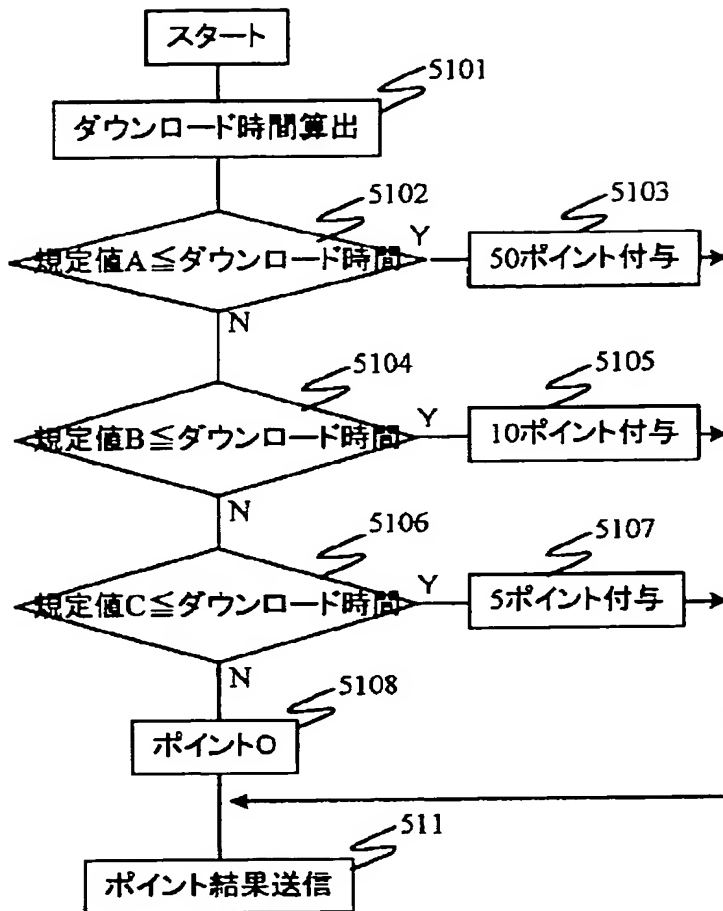 スタート
5101
ダウンロード時間算出
5102
規定値A≦ダウンロード時間
Y
5103
50ポイント付与
N
5104
規定値B≦ダウンロード時間
Y
5105
10ポイント付与
N
5106
規定値C≦ダウンロード時間
Y
5107
5ポイント付与
N
5108
ポイント0
511
ポイント結果送信